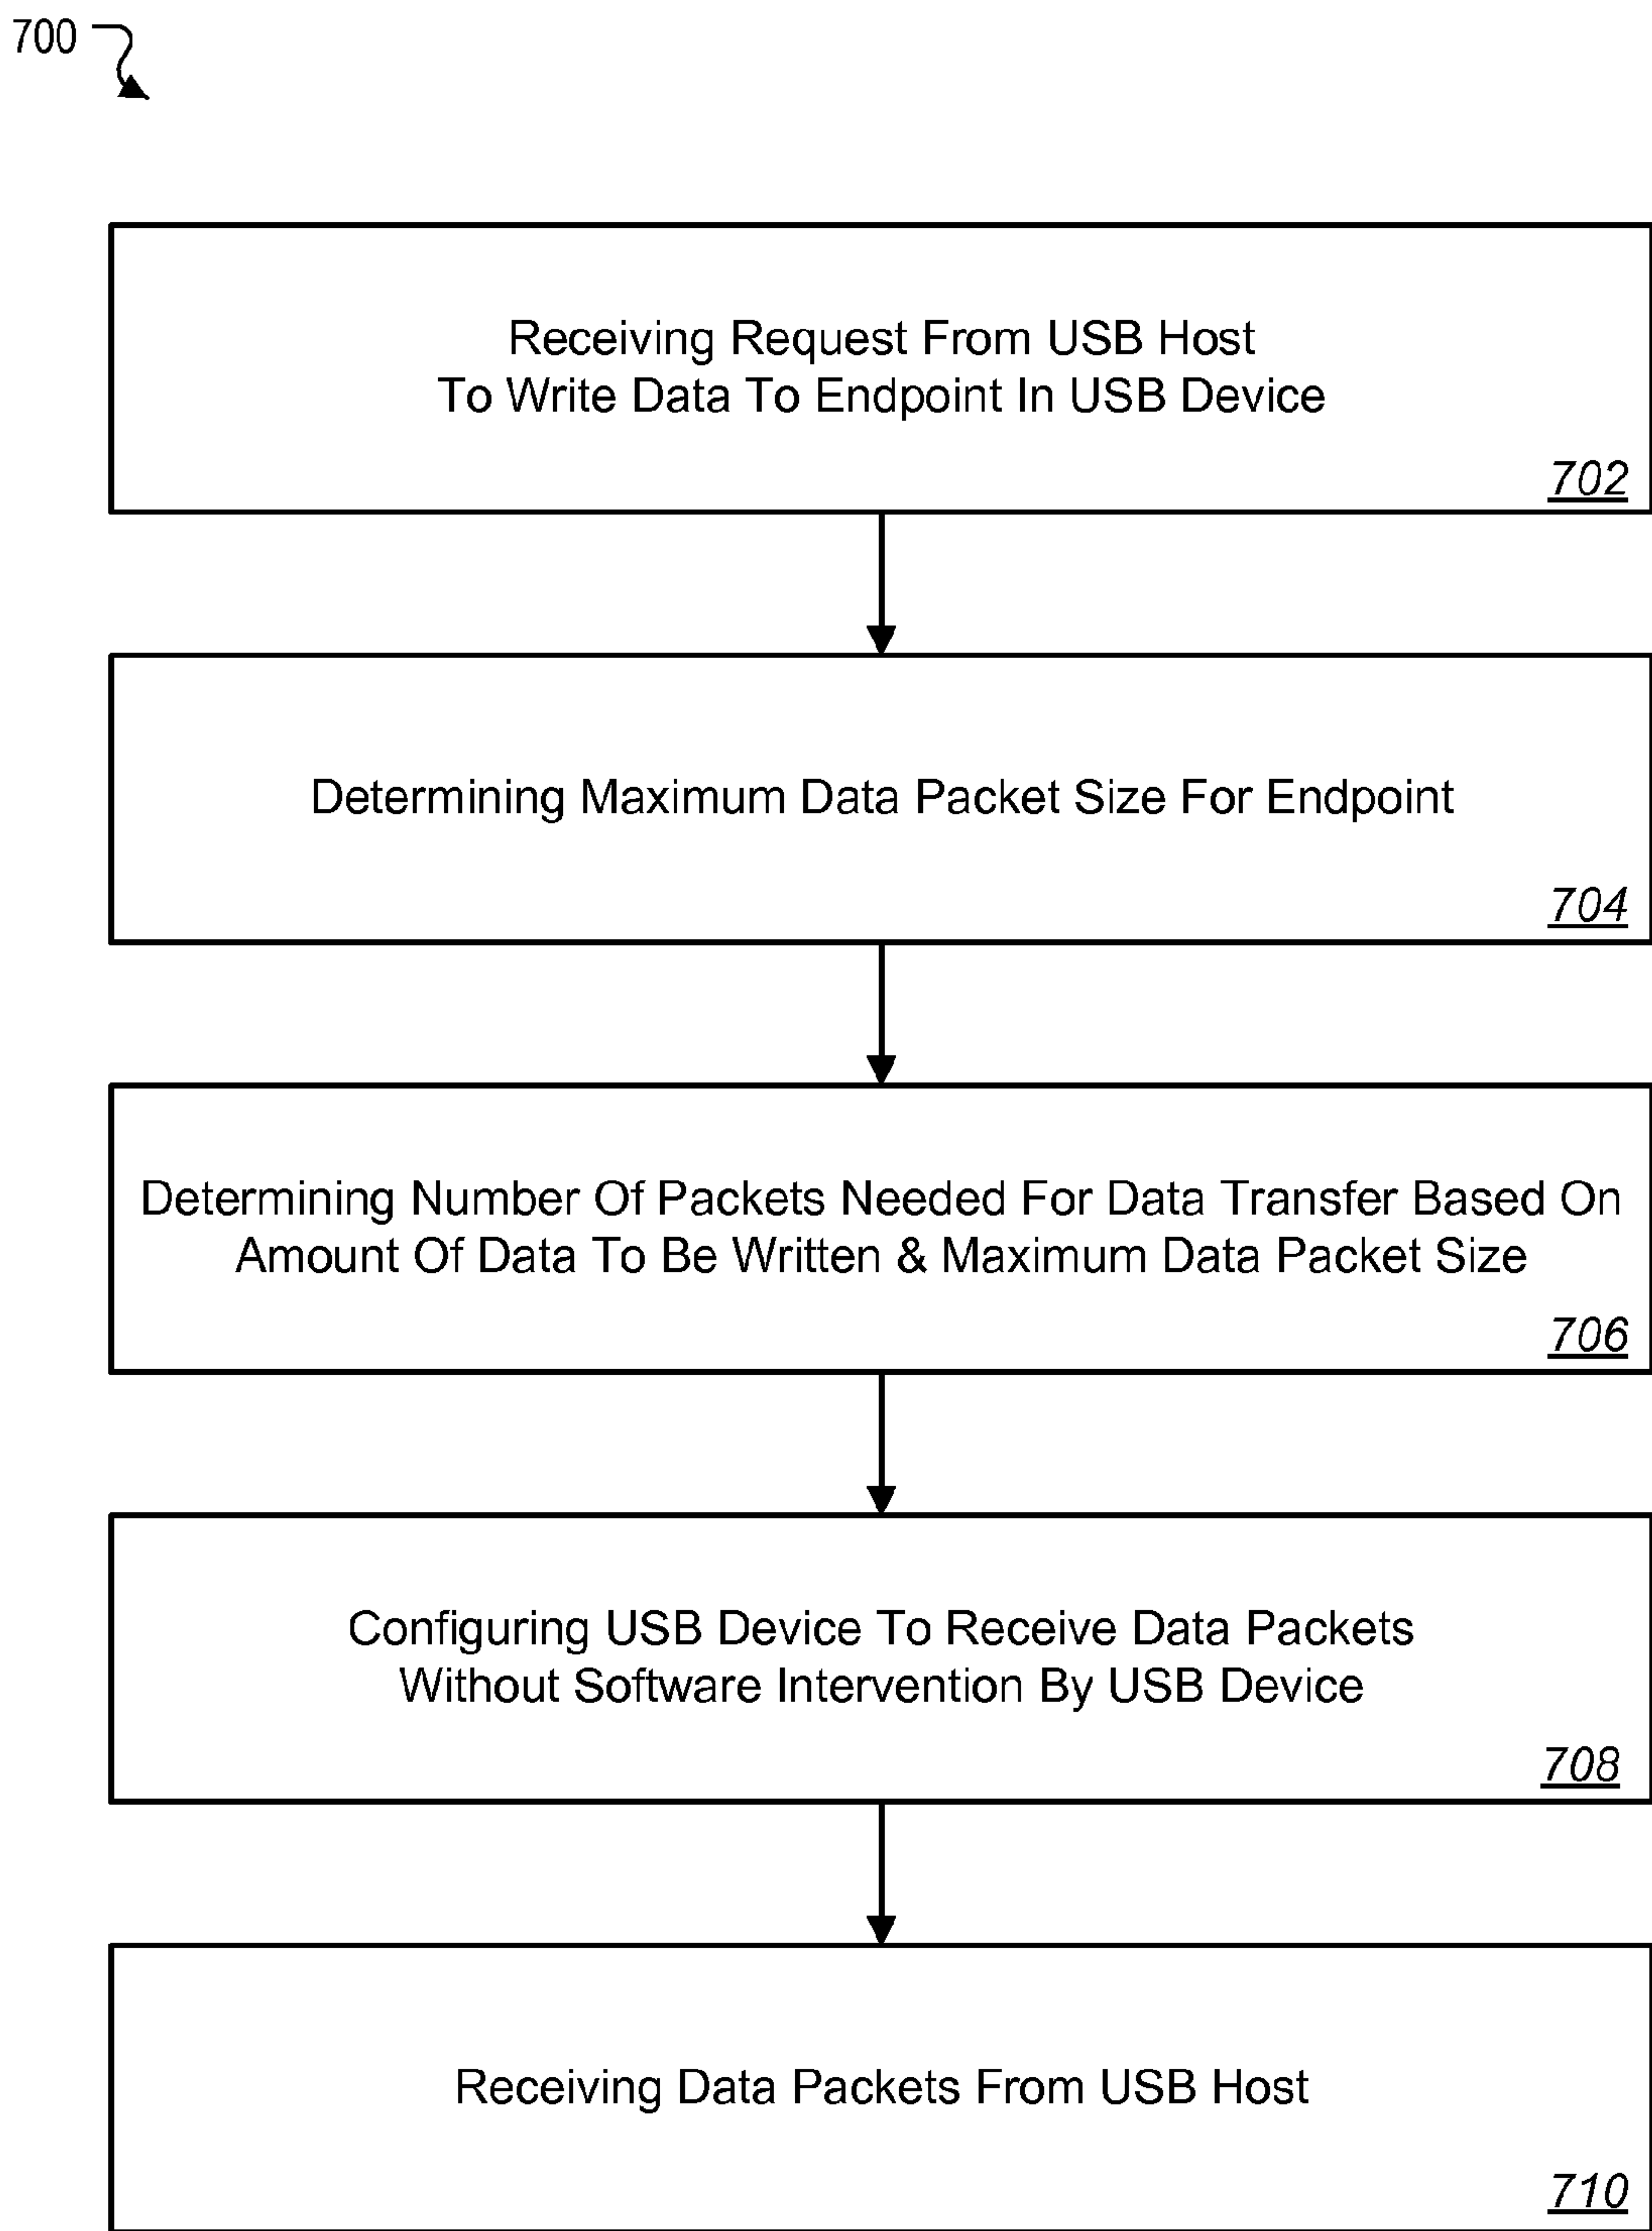 700
Receiving Request From USB Host
To Write Data To Endpoint In USB Device
702
Determining Maximum Data Packet Size For Endpoint
704
Determining Number Of Packets Needed For Data Transfer Based On
Amount Of Data To Be Written & Maximum Data Packet Size
706
Configuring USB Device To Receive Data Packets
Without Software Intervention By USB Device
708
Receiving Data Packets From USB Host
710